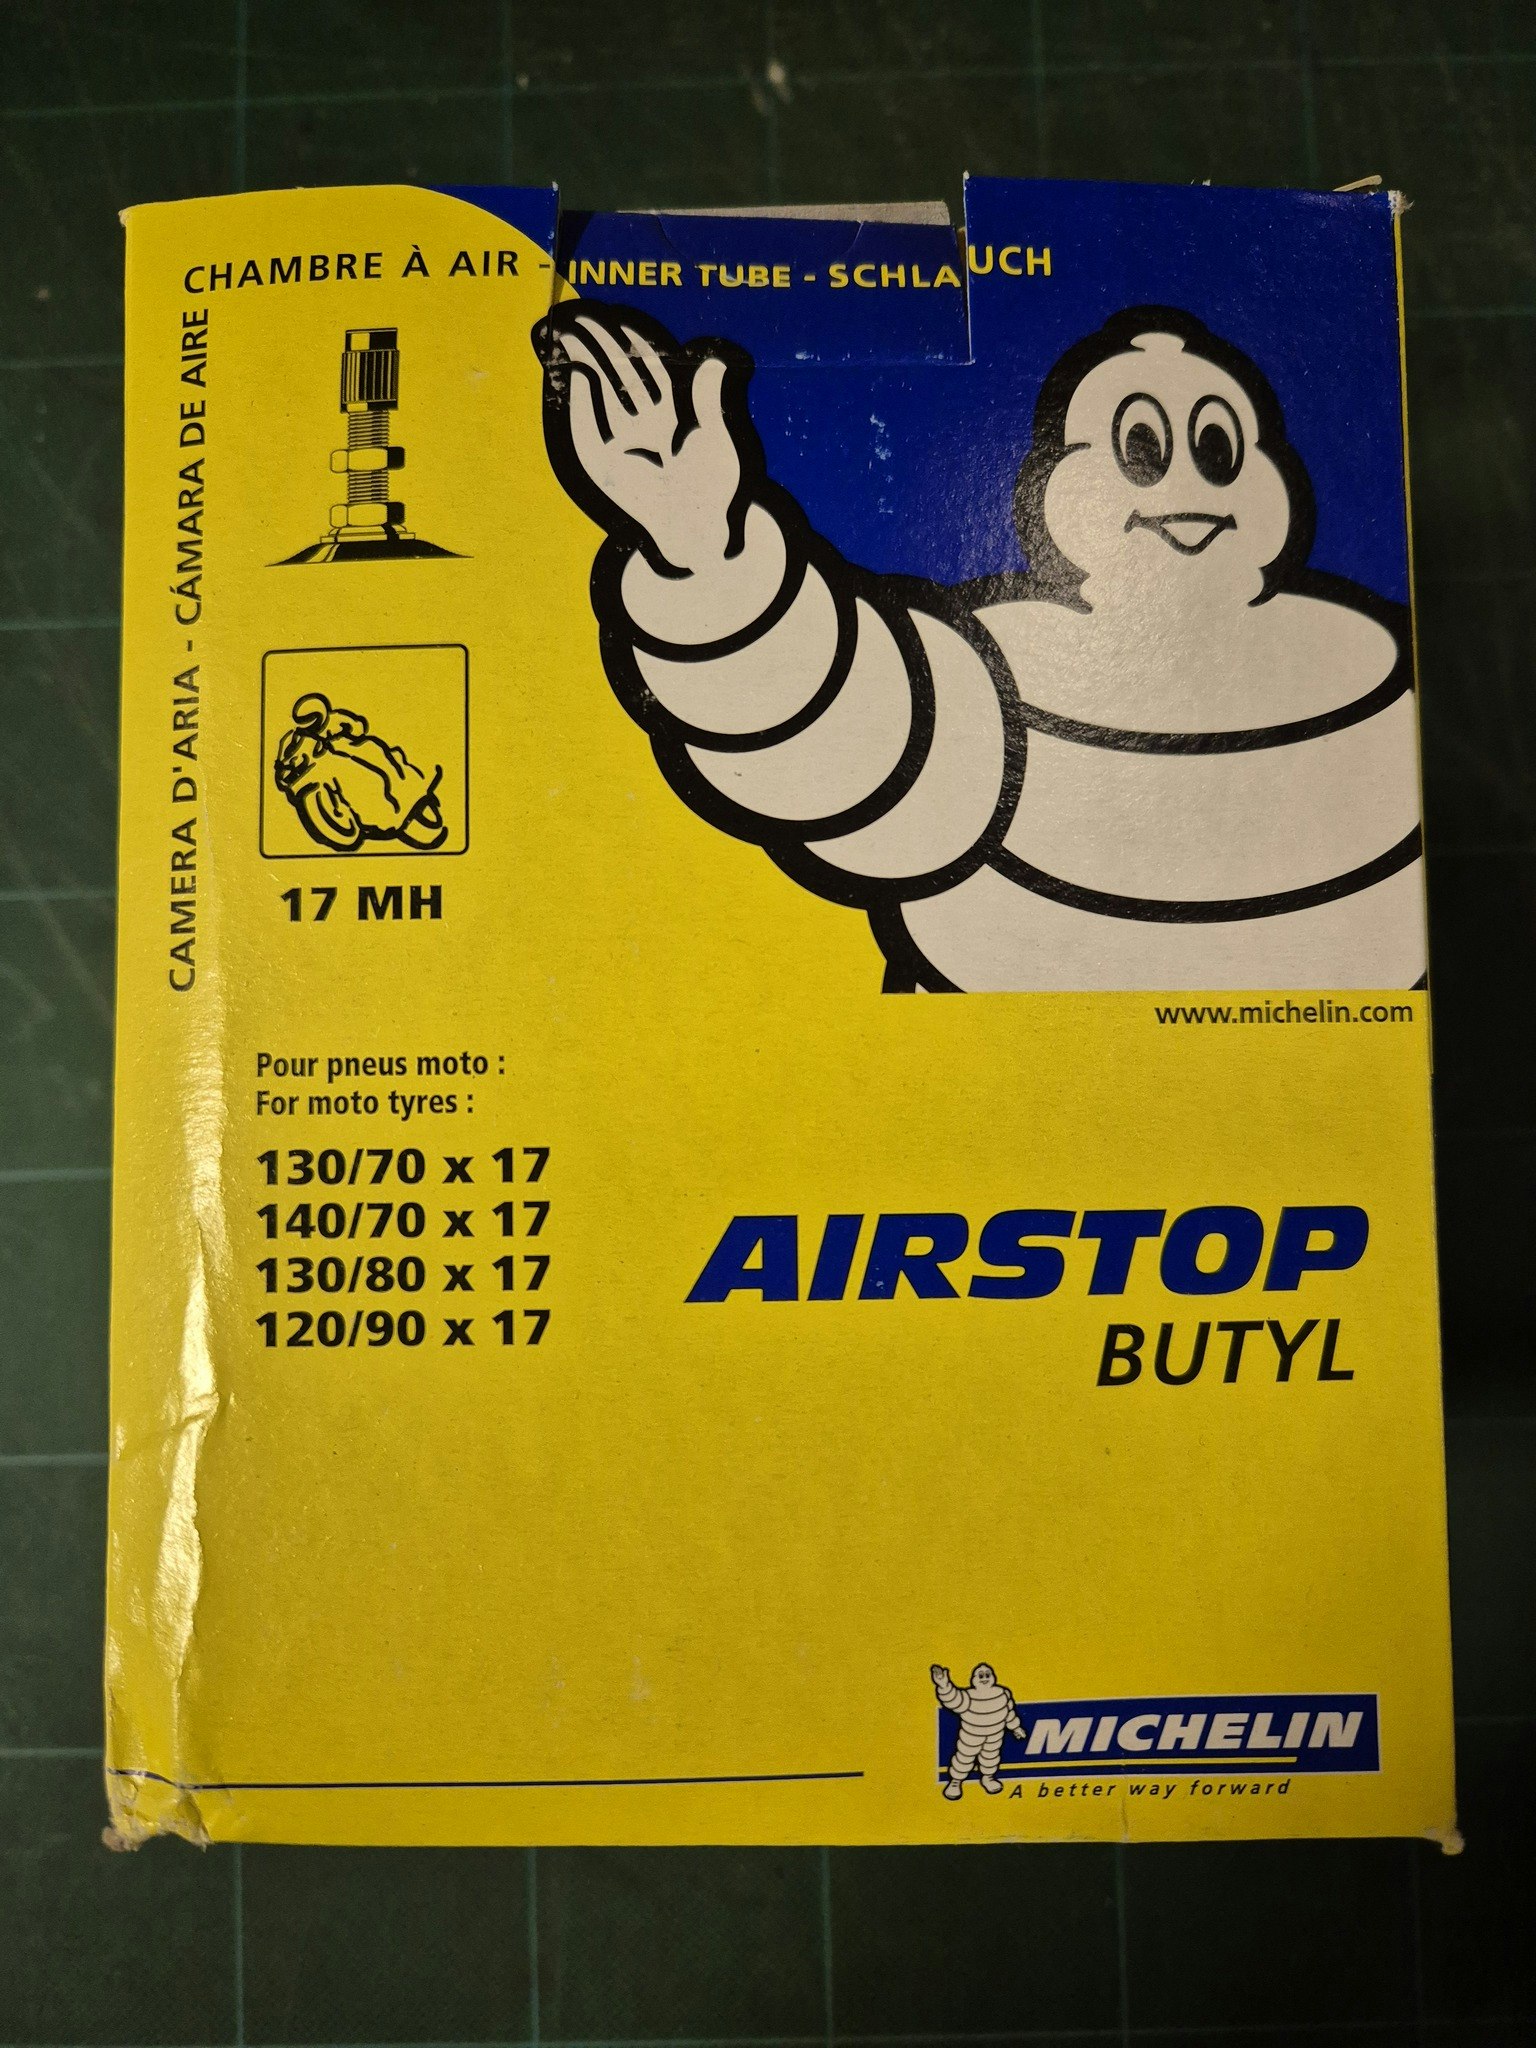 CHAMBRE À AIR - INNER TUBE - SCHLAUCH
CAMERA D'ARIA - CÁMARA DE AIRE
17 MH
www.michelin.com
Pour pneus moto :
For moto tyres :
130/70 x 17
140/70 x 17
130/80 x 17
120/90 x 17
AIRSTOP
BUTYL
MICHELIN
A better way forward